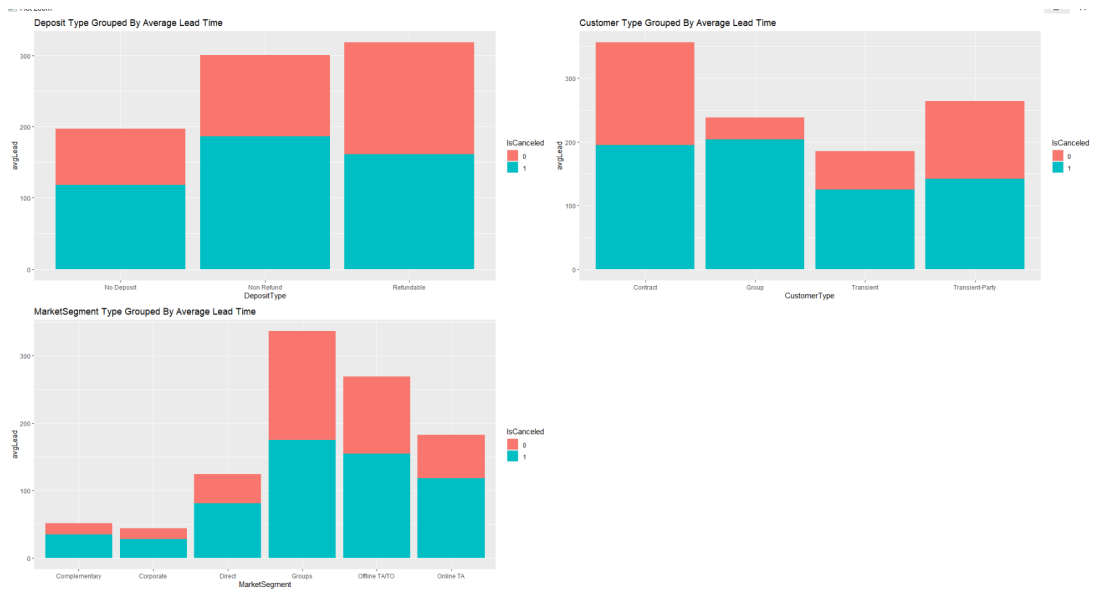 Plot Zoom
Deposit Type Grouped By Average Lead Time
300
200
100
0
avgLead
No Deposit
Non Refund
Refundable
DepositType
IsCanceled
0
1
Customer Type Grouped By Average Lead Time
300
200
100
0
avgLead
Contract
Group
Transient
Transient-Party
CustomerType
IsCanceled
0
1
MarketSegment Type Grouped By Average Lead Time
300
200
100
0
avgLead
Complementary
Corporate
Direct
Groups
Offline TA/TO
Online TA
MarketSegment
IsCanceled
0
1